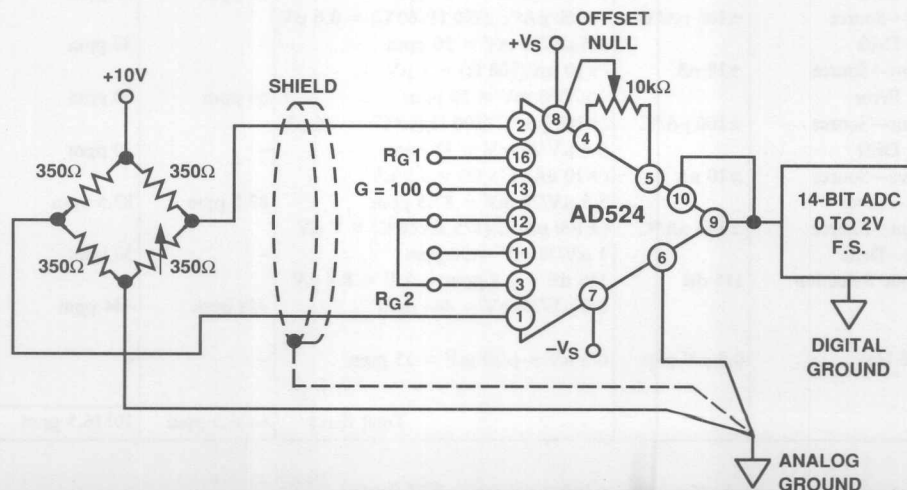 OFFSET
NULL
+VS
10kΩ
+10V
SHIELD
350Ω
350Ω
350Ω
350Ω
RG1
G = 100
RG2
2
16
13
12
11
3
1
8
4
5
10
9
6
7
AD524
−VS
14-BIT ADC
0 TO 2V
F.S.
DIGITAL
GROUND
ANALOG
GROUND